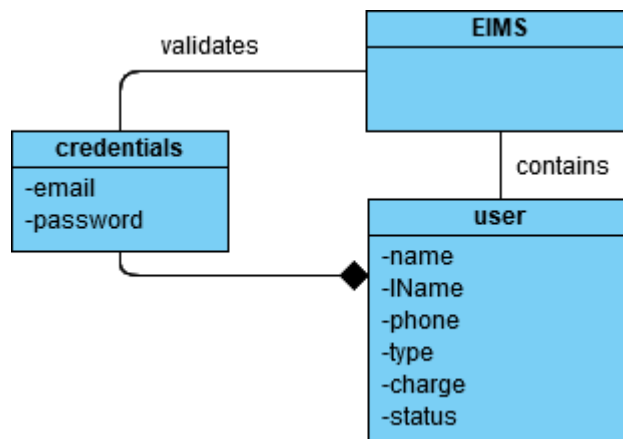 validates
EIMS
credentials
-email
-password
contains
user
-name
-lName
-phone
-type
-charge
-status